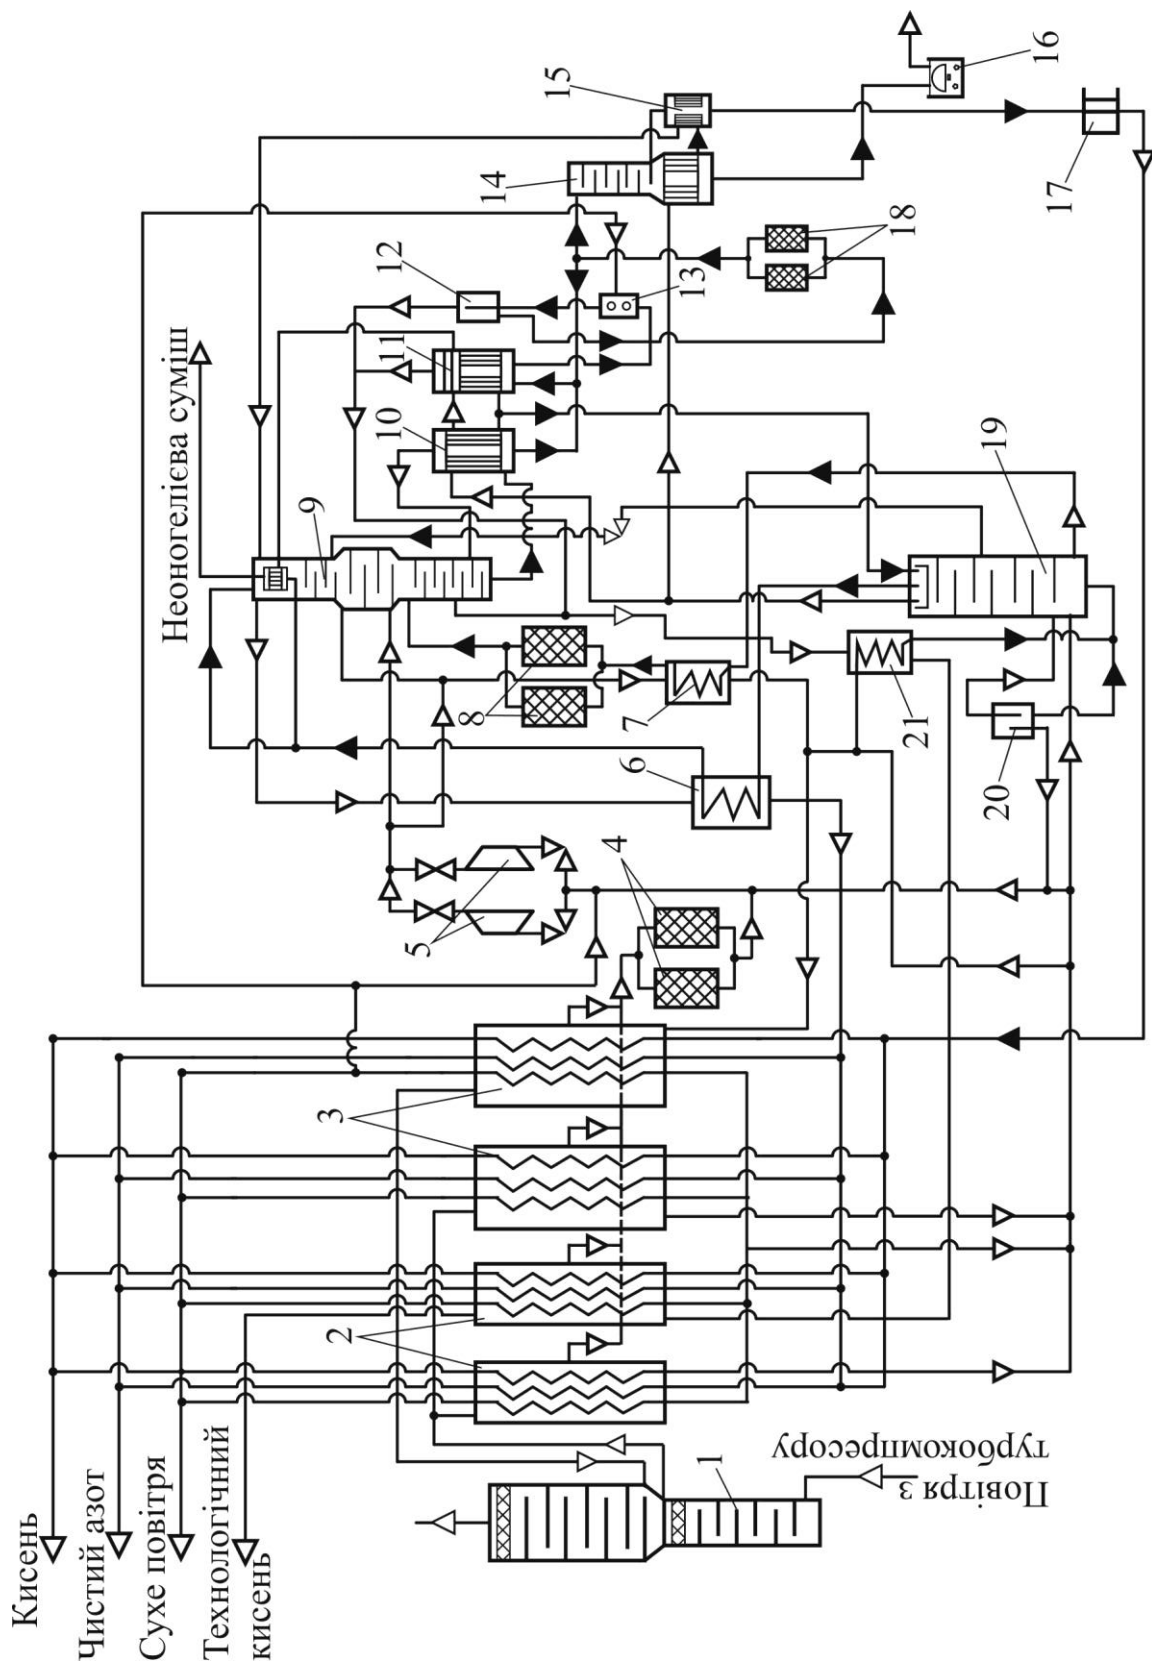 Кисень
Чистий азот
Сухе повітря
Технологічний
кисень
Неоногелієва суміш
Повітря з
турбокомпресору
1
2
3
4
5
6
7
8
9
10
11
12
13
14
15
16
17
18
19
20
21